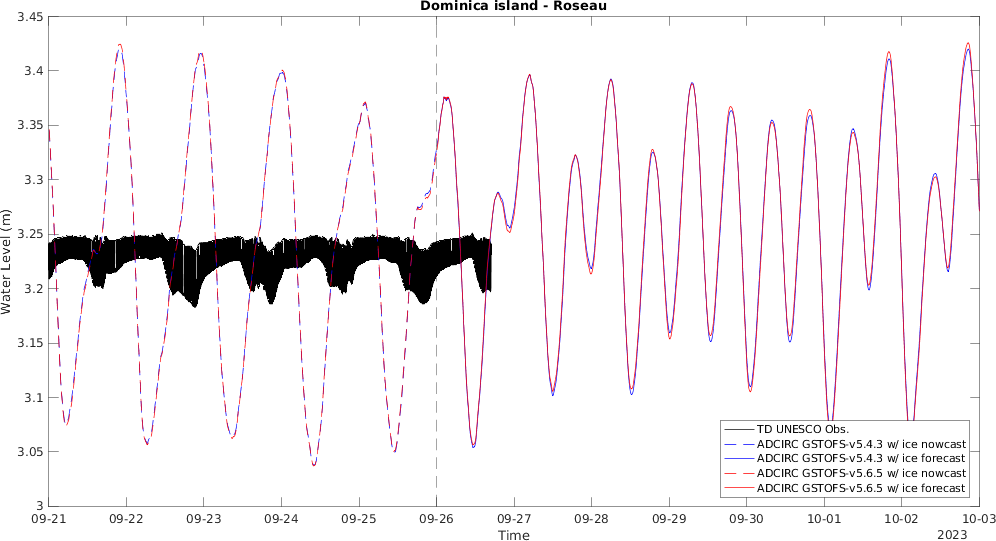 Dominica island - Roseau
3.45
3.4
3.35
3.3
3.25
3.2
3.15
3.1
3.05
3
Water Level (m)
TD UNESCO Obs.
ADCIRC GSTOFS-v5.4.3 w/ ice nowcast
ADCIRC GSTOFS-v5.4.3 w/ ice forecast
ADCIRC GSTOFS-v5.6.5 w/ ice nowcast
ADCIRC GSTOFS-v5.6.5 w/ ice forecast
09-21 09-22 09-23 09-24 09-25 09-26 09-27 09-28 09-29 09-30 10-01 10-02 10-03
Time
2023